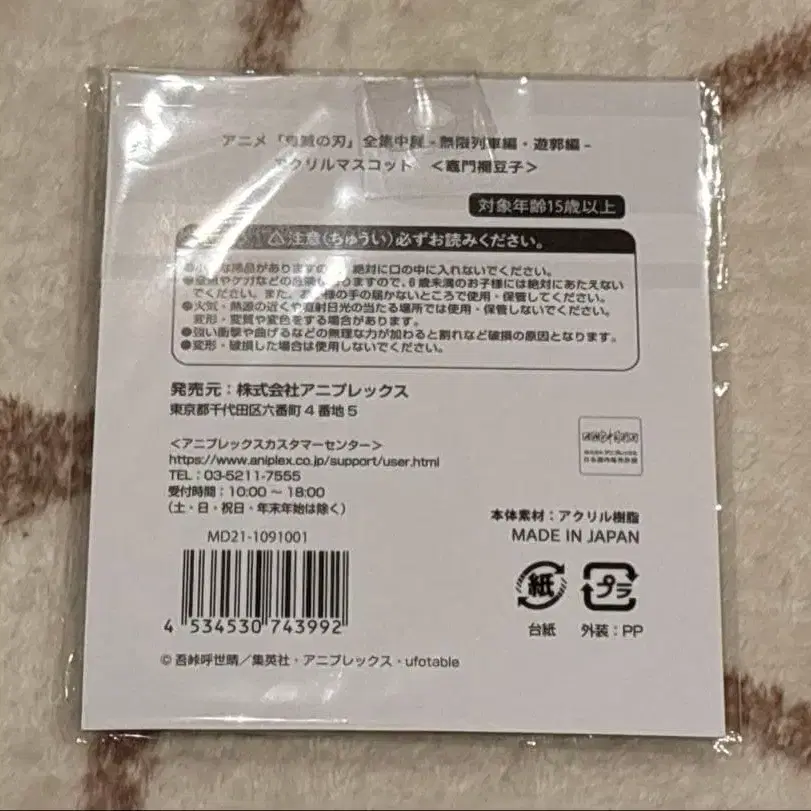 アニメ「鬼滅の刃」全集中展 -無限列車編・遊郭編-
アクリルマスコット <竈門禰豆子>
対象年齢15歳以上
⚠注意(ちゅうい)必ずお読みください。
絶対に口の中に入れないでください。
ますので、6歳未満のお子様には絶対にあたえない
でください。また、お子様の手の届かないところで使用・保管してください。
●火気・熱源の近くや直射日光の当たる場所では使用・保管しないでください。
変形・変質や変色をする場合があります。
●強い衝撃や曲げるなどの無理な力が加わると割れなど破損の原因となります。
●変形・破損した場合は使用しないでください。
発売元:株式会社アニプレックス
東京都千代田区六番町4番地5
<アニプレックスカスタマーセンター>
https://www.aniplex.co.jp/support/user.html
TEL:03-5211-7555
受付時間:10:00~18:00
(土・日・祝日・年末年始は除く)
本体素材:アクリル樹脂
MADE IN JAPAN
MD21-1091001
4 534530 743992
紙
プラ
台紙
外装:PP
©吾峠呼世晴/集英社・アニプレックス・ufotable